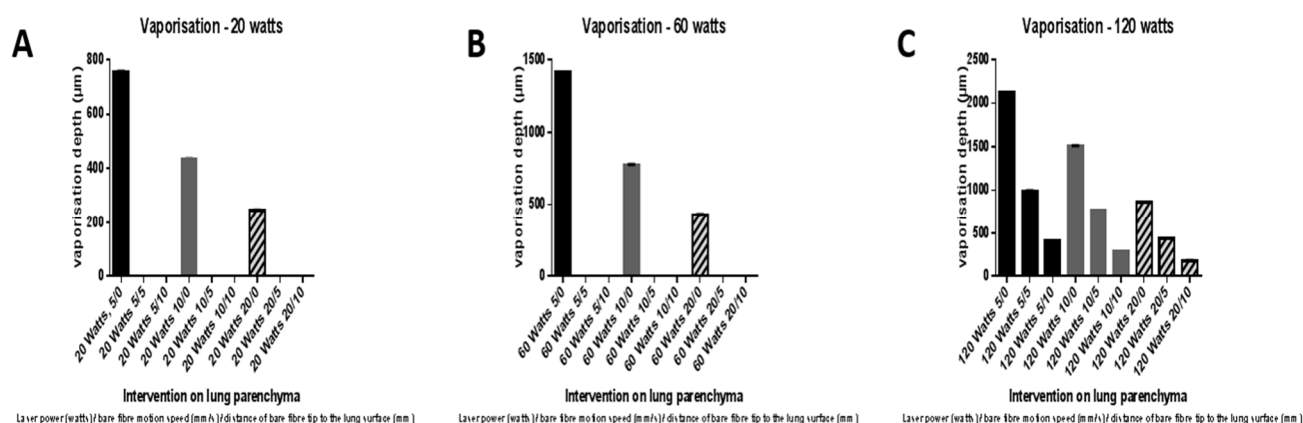 A
Vaporisation - 20 watts
vaporisation depth (µm)
800
600
400
200
0
20 Watts, 5/0
20 Watts 5/5
20 Watts 5/10
20 Watts 10/0
20 Watts 10/5
20 Watts 10/10
20 Watts 20/0
20 Watts 20/5
20 Watts 20/10
Intervention on lung parenchyma
Laser power (watts)/ bare fibre motion speed (mm/s)/ distance of bare fibre tip to the lung surface (mm)
B
Vaporisation - 60 watts
vaporisation depth (µm)
1500
1000
500
0
60 Watts 5/0
60 Watts 5/5
60 Watts 5/10
60 Watts 10/0
60 Watts 10/5
60 Watts 10/10
60 Watts 20/0
60 Watts 20/5
60 Watts 20/10
Intervention on lung parenchyma
Laser power (watts)/ bare fibre motion speed (mm/s)/ distance of bare fibre tip to the lung surface (mm)
C
Vaporisation - 120 watts
vaporision depth (µm)
2500
2000
1500
1000
500
0
120 Watts 5/0
120 Watts 5/5
120 Watts 5/10
120 Watts 10/0
120 Watts 10/5
120 Watts 10/10
120 Watts 20/0
120 Watts 20/5
120 Watts 20/10
Intervention on lung parenchyma
Laser power (watts)/ bare fibre motion speed (mm/s)/ distance of bare fibre tip to the lung surface (mm)